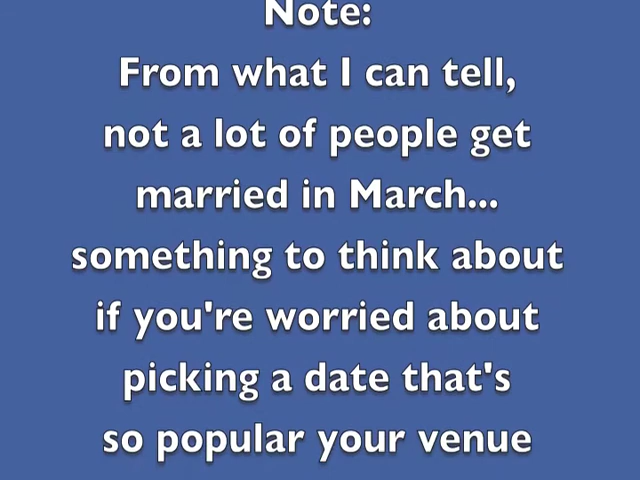 Note:
From what I can tell,
not a lot of people get
married in March...
something to think about
if you're worried about
picking a date that's
so popular your venue